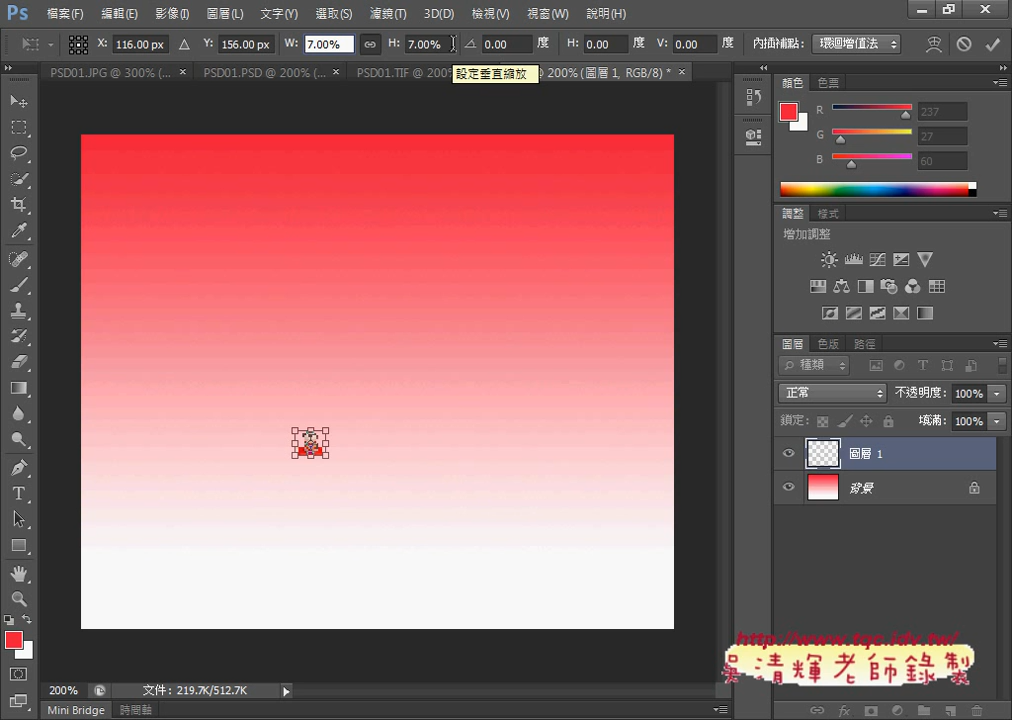 Ps 檔案(F) 編輯(E) 影像(I) 圖層(L) 文字(Y) 選取(S) 濾鏡(T) 3D(D) 檢視(V) 視窗(W) 說明(H)
X: 116.00 px Y: 156.00 px W: 7.00% H: 7.00% 0.00 度 H: 0.00 度 V: 0.00 度 內插補點: 環迴增值法
PSD01.JPG @ 300% (... × PSD01.PSD @ 200% (... × PSD01.TIF @ 200% @ 200% (圖層 1, RGB/8) * ×
設定垂直縮放
顏色 色票
R 237
G 27
B 60
調整 樣式
增加調整
圖層 色版 路徑
種類
正常 不透明度: 100%
鎖定: 填滿: 100%
圖層 1
背景
http://www.tqc.idv.tw/
吳清輝老師錄製
200% 文件: 219.7K/512.7K
Mini Bridge 時間軸